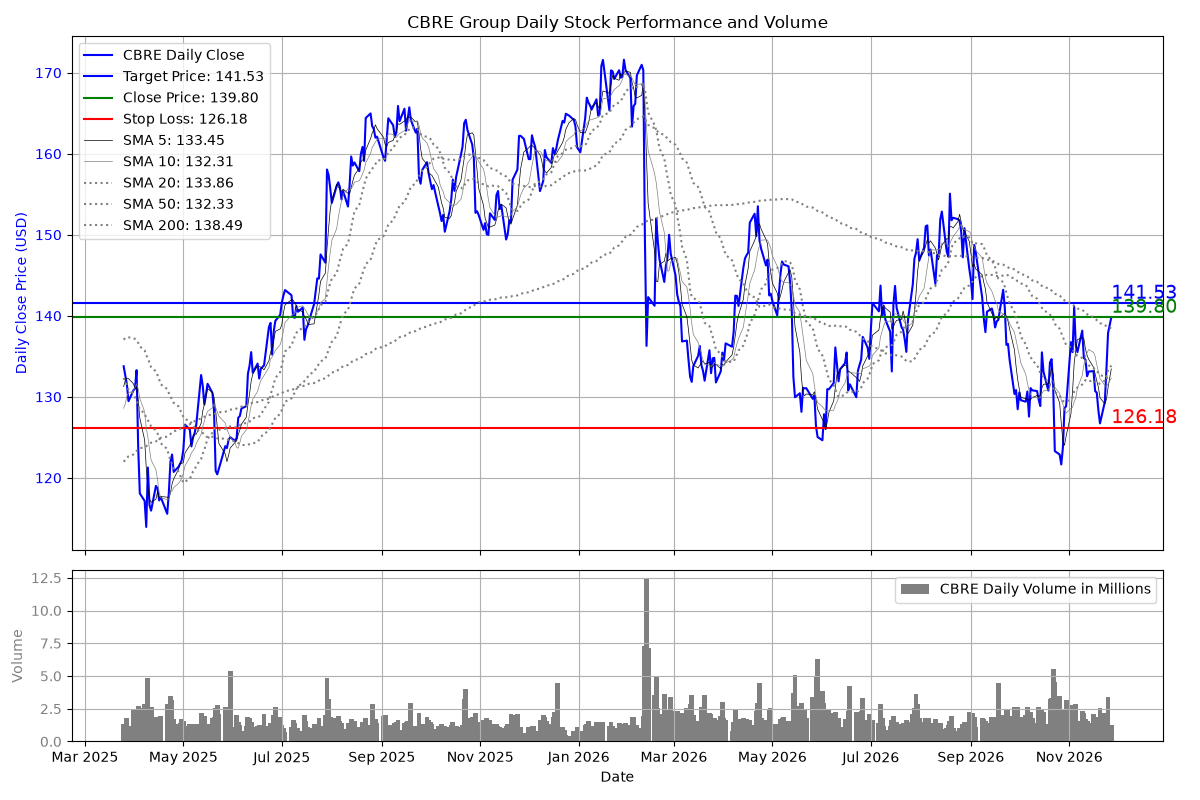 CBRE Group Daily Stock Performance and Volume
Daily Close Price (USD)
170
160
150
140
130
120
CBRE Daily Close
Target Price: 141.53
Close Price: 139.80
Stop Loss: 126.18
SMA 5: 133.45
SMA 10: 132.31
SMA 20: 133.86
SMA 50: 132.33
SMA 200: 138.49
141.53
139.80
126.18
Volume
12.5
10.0
7.5
5.0
2.5
0.0
CBRE Daily Volume in Millions
Mar 2025 May 2025 Jul 2025 Sep 2025 Nov 2025 Jan 2026 Mar 2026 May 2026 Jul 2026 Sep 2026 Nov 2026
Date